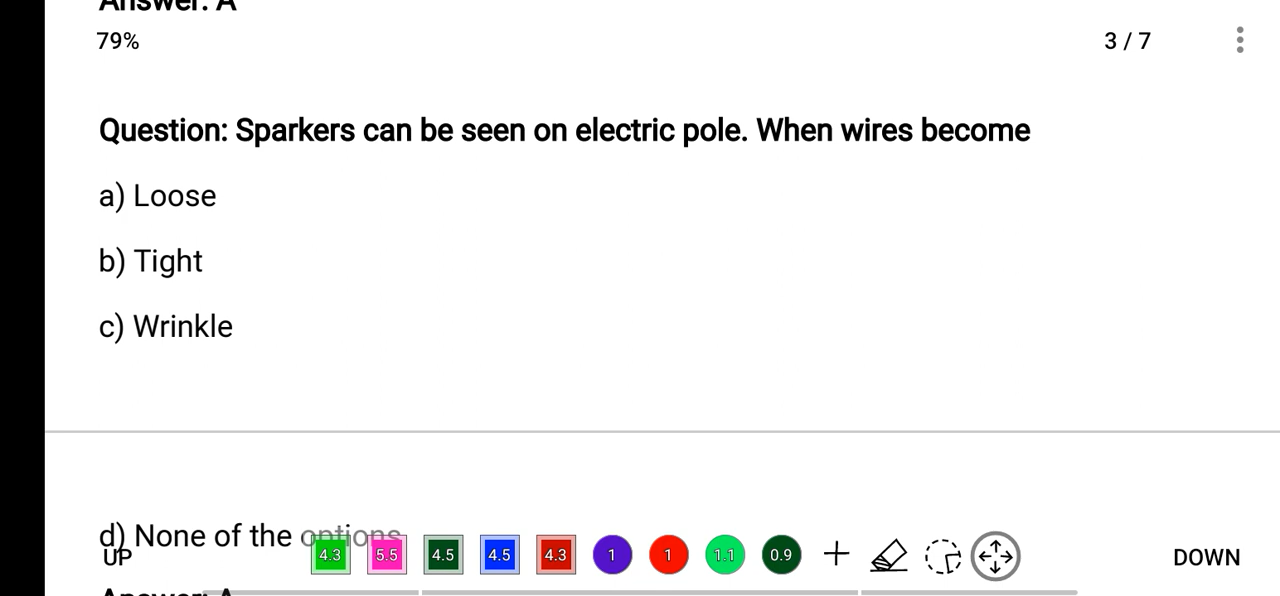 Answer: A
79%
3 / 7
Question: Sparkers can be seen on electric pole. When wires become
a) Loose
b) Tight
c) Wrinkle
d) None of the options
UP
4.3
5.5
4.5
4.5
4.3
1
1
1.1
0.9
DOWN
Answer: A